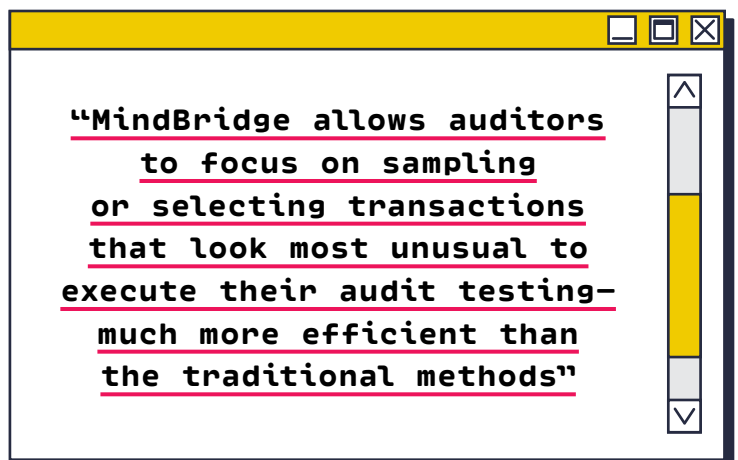 “MindBridge allows auditors
to focus on sampling
or selecting transactions
that look most unusual to
execute their audit testing—
much more efficient than
the traditional methods”